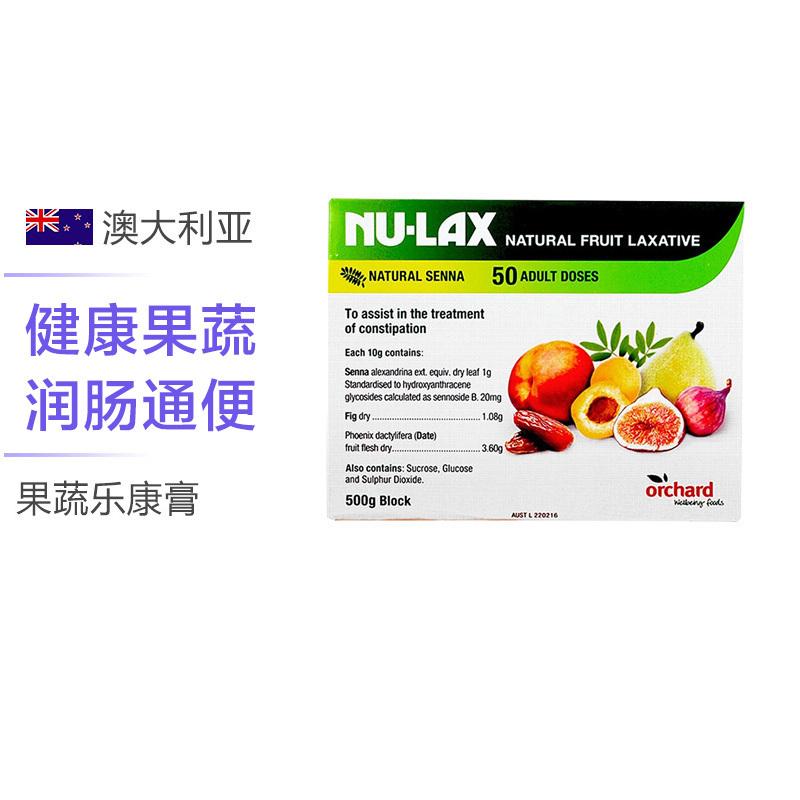 澳大利亚
健康果蔬
润肠通便
果蔬乐康膏
NU-LAX NATURAL FRUIT LAXATIVE
NATURAL SENNA 50 ADULT DOSES
To assist in the treatment
of constipation
Each 10g contains:
Senna alexandrina ext. equiv. dry leaf 1g
Standardised to hydroxyanthracene
glycosides calculated as sennoside B. 20mg
Fig dry ........................ 1.08g
Phoenix dactylifera (Date)
fruit flesh dry........................ 3.60g
Also contains: Sucrose, Glucose
and Sulphur Dioxide.
500g Block
orchard
Wellbeing foods
AUST L 220216